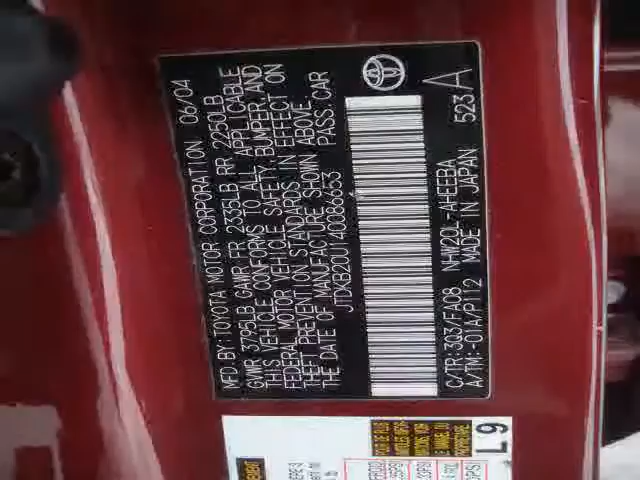 MFD.BY: TOYOTA MOTOR CORPORATION 06/04
GVWR 3795LB GAWR FR 2335LB RR 2250LB
THIS VEHICLE CONFORMS TO ALL APPLICABLE
FEDERAL MOTOR VEHICLE SAFETY, BUMPER, AND
THEFT PREVENTION STANDARDS IN EFFECT ON
THE DATE OF MANUFACTURE SHOWN ABOVE.
JTDKB20U140086653 PASS.CAR
C/TR:3Q3/FA08 NHW20L-AHEEBA 523 A
A/TM:-01A/P112 MADE IN JAPAN
L9